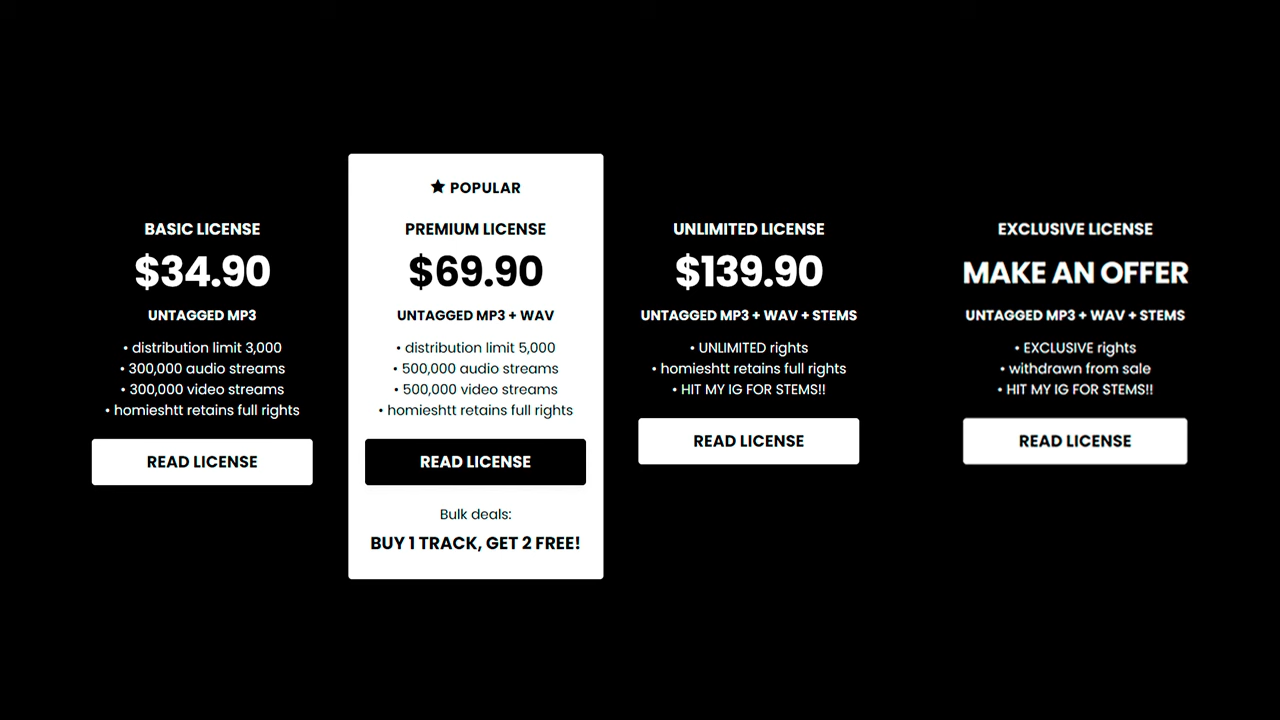 BASIC LICENSE
$34.90
UNTAGGED MP3
• distribution limit 3,000
• 300,000 audio streams
• 300,000 video streams
• homieshtt retains full rights
READ LICENSE
★ POPULAR
PREMIUM LICENSE
$69.90
UNTAGGED MP3 + WAV
• distribution limit 5,000
• 500,000 audio streams
• 500,000 video streams
• homieshtt retains full rights
READ LICENSE
Bulk deals:
BUY 1 TRACK, GET 2 FREE!
UNLIMITED LICENSE
$139.90
UNTAGGED MP3 + WAV + STEMS
• UNLIMITED rights
• homieshtt retains full rights
• HIT MY IG FOR STEMS!!
READ LICENSE
EXCLUSIVE LICENSE
MAKE AN OFFER
UNTAGGED MP3 + WAV + STEMS
• EXCLUSIVE rights
• withdrawn from sale
• HIT MY IG FOR STEMS!!
READ LICENSE